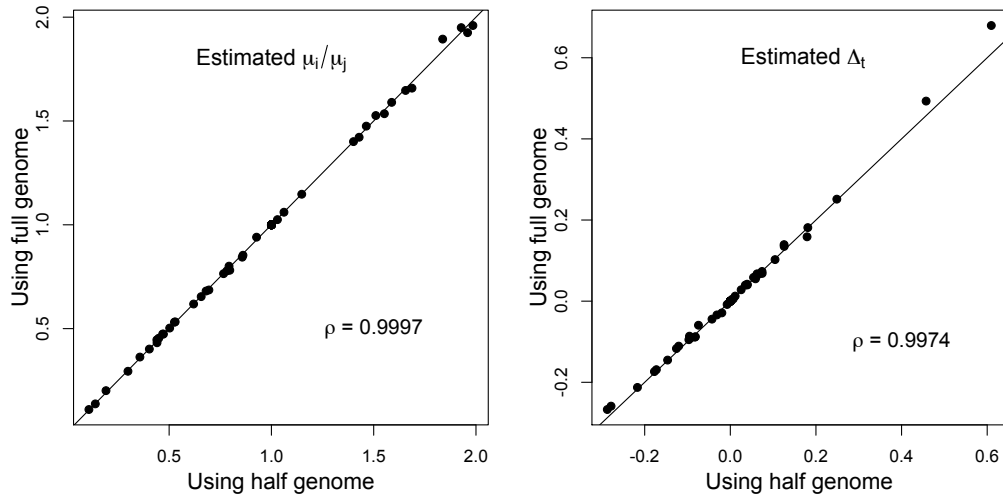 Estimated μi/μj
ρ = 0.9997
Using full genome
0.5
1.0
1.5
2.0
0.5
1.0
1.5
2.0
Using half genome
Estimated Δt
ρ = 0.9974
Using full genome
-0.2
0.0
0.2
0.4
0.6
-0.2
0.0
0.2
0.4
0.6
Using half genome